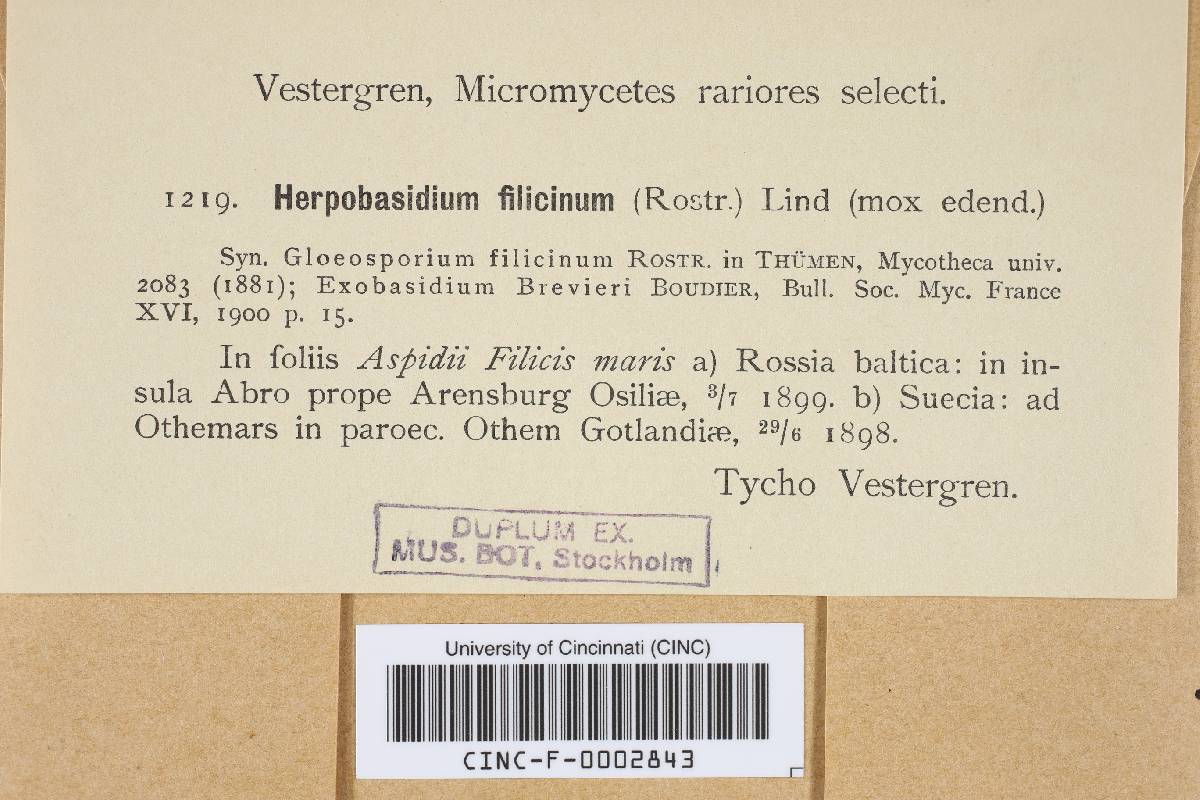 Vestergren, Micromycetes rariores selecti.
1219. Herpobasidium filicinum (Rostr.) Lind (mox edend.)
Syn. Gloeosporium filicinum ROSTR. in THÜMEN, Mycotheca univ.
2083 (1881); Exobasidium Brevieri BOUDIER, Bull. Soc. Myc. France
XVI, 1900 p. 15.
In foliis Aspidii Filicis maris a) Rossia baltica: in in-
sula Abro prope Arensburg Osiliæ, 3/7 1899. b) Suecia: ad
Othemars in paroec. Othem Gotlandiæ, 29/6 1898.
Tycho Vestergren.
DUPLUM EX.
MUS. BOT. Stockholm
University of Cincinnati (CINC)
CINC-F-0002843